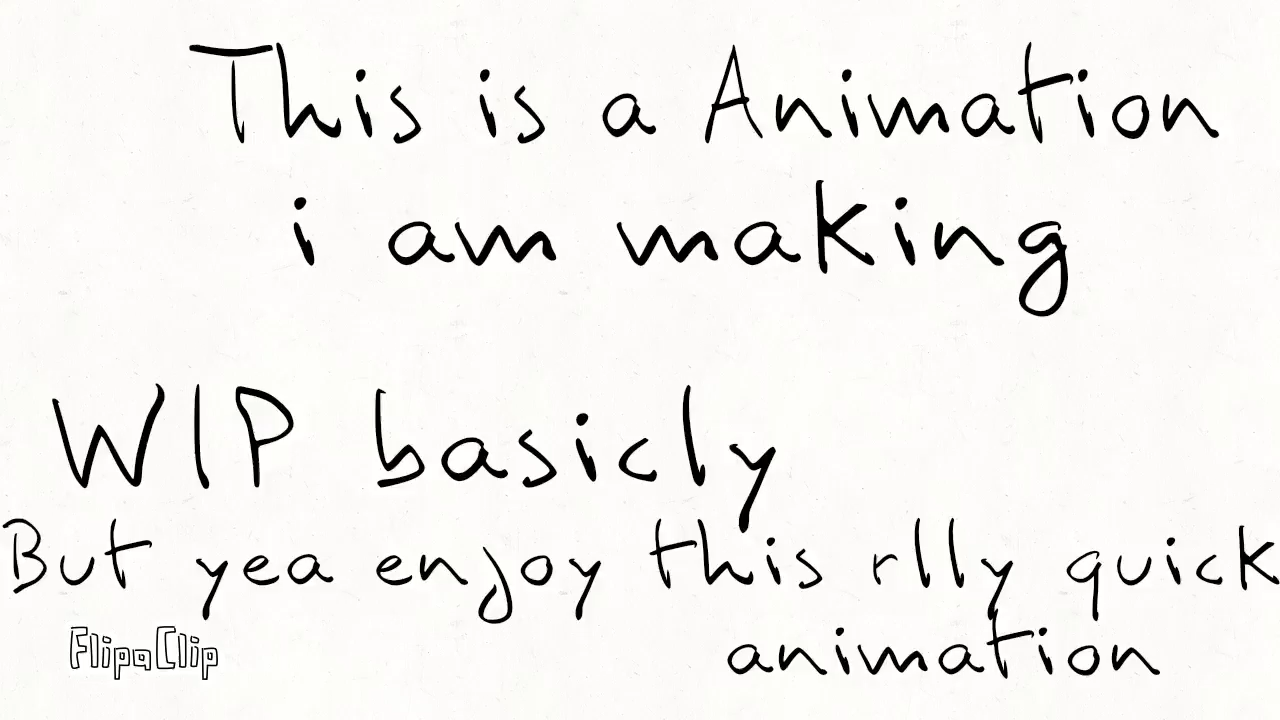 This is a Animation
i am making
WIP basicly
But yea enjoy this rlly quick
animation
FlipaClip